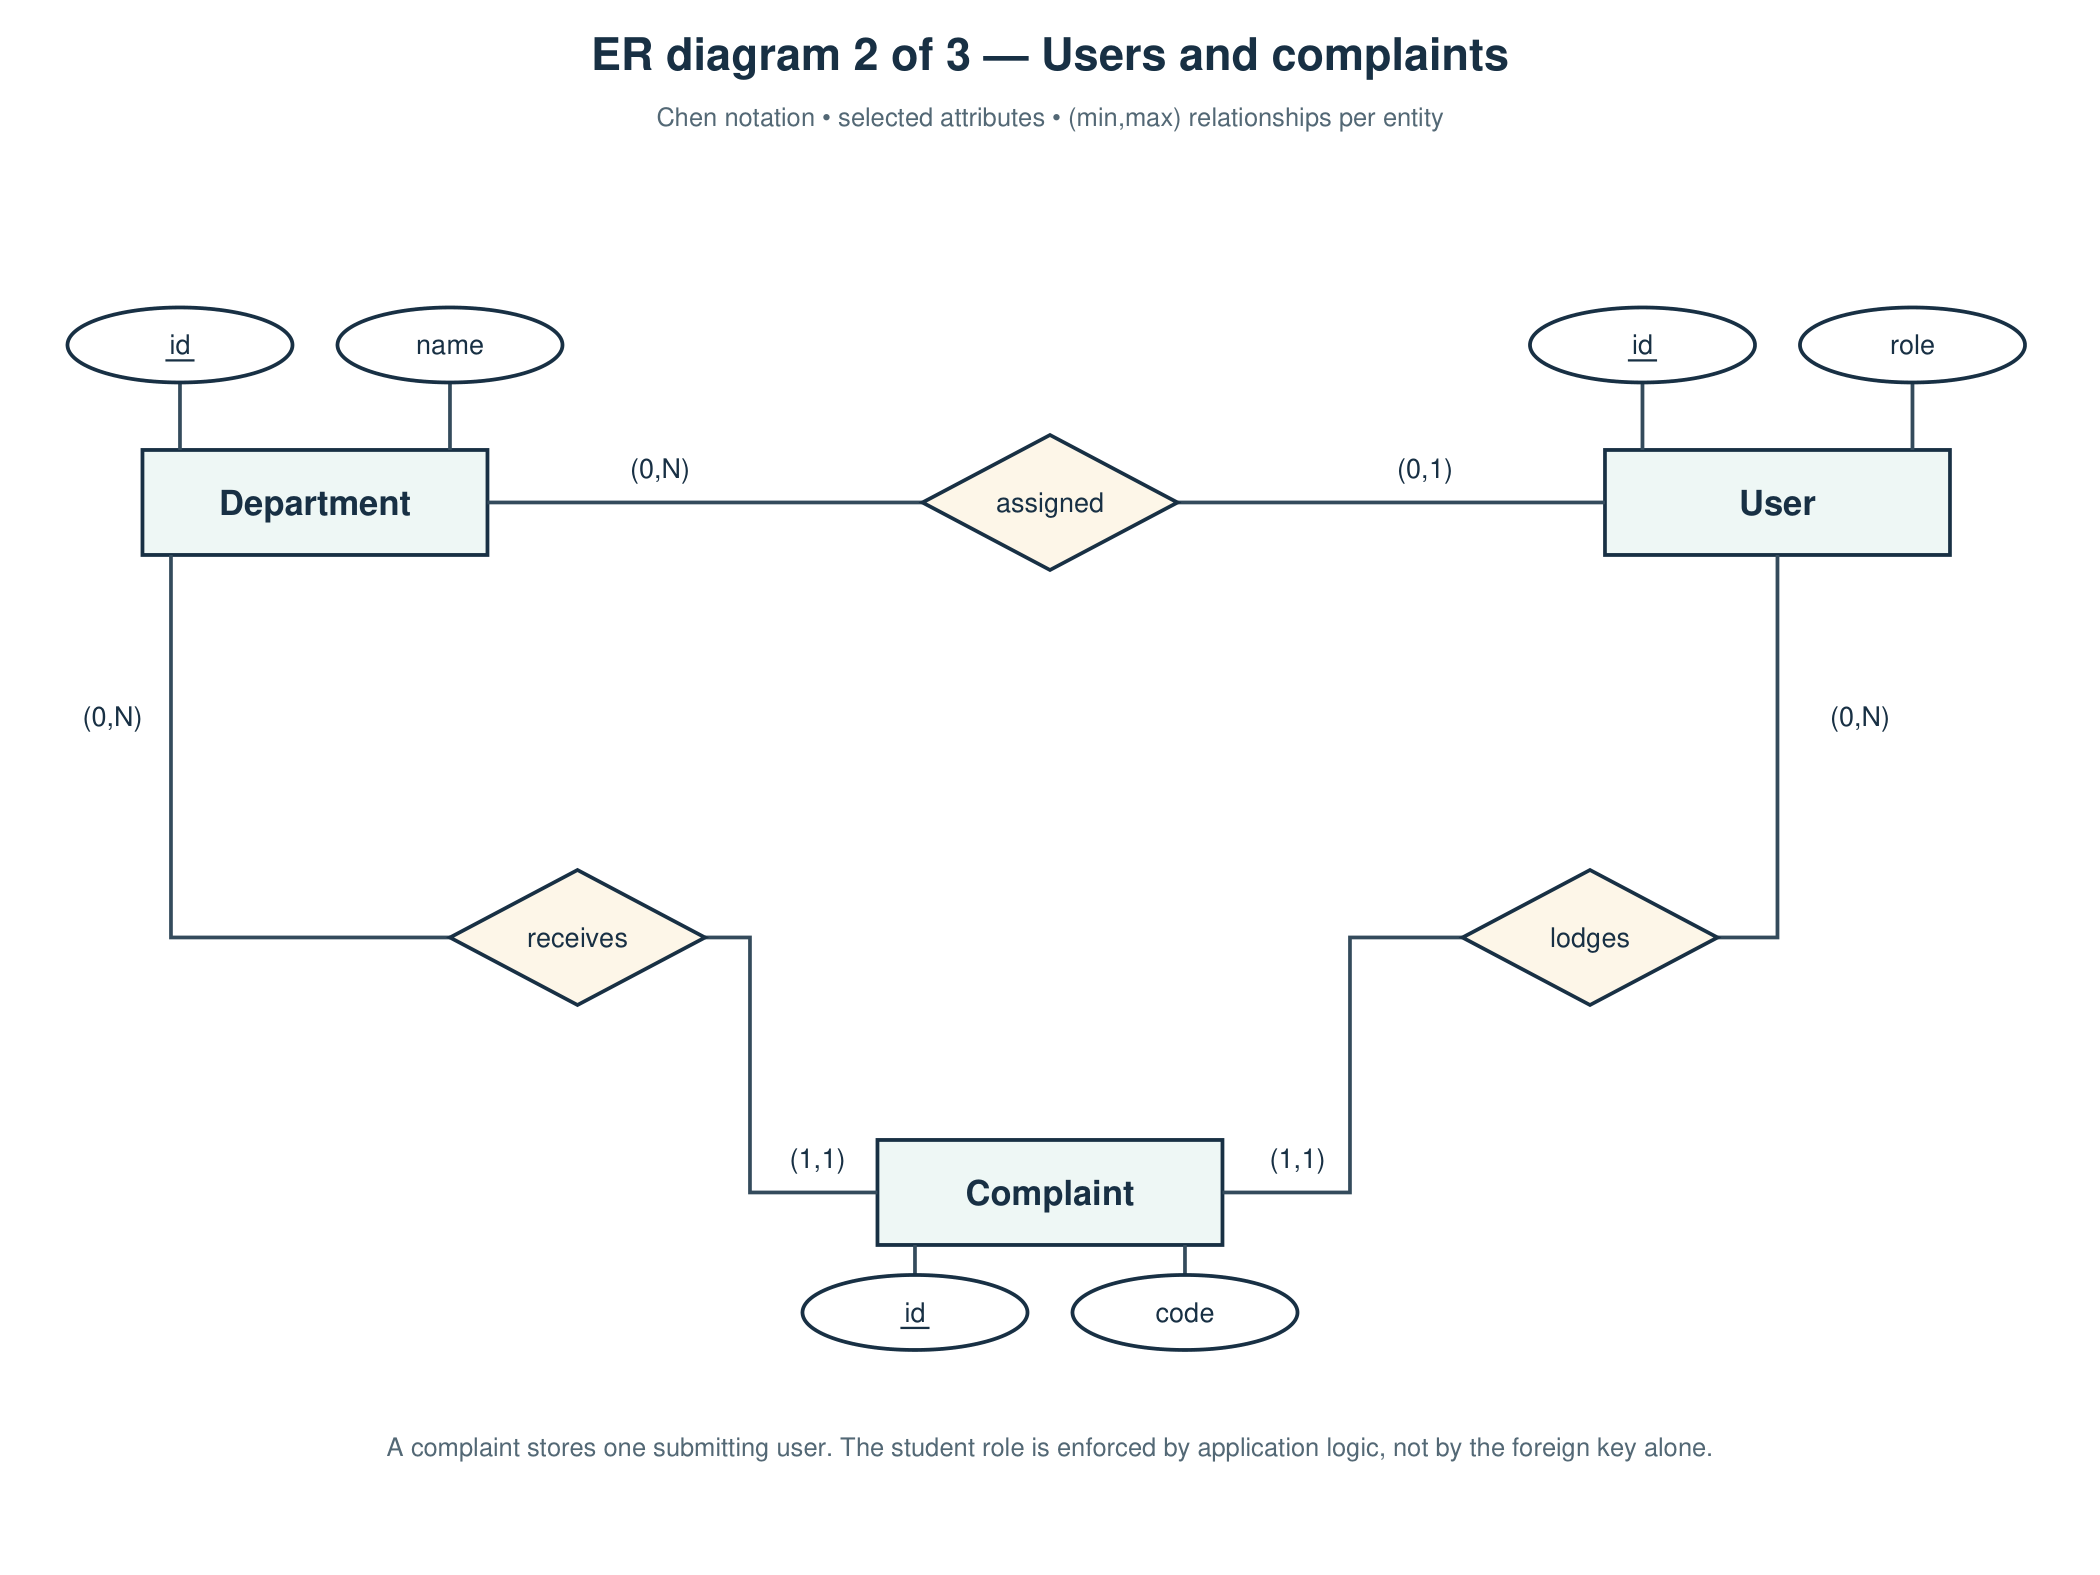 ER diagram 2 of 3 — Users and complaints
Chen notation • selected attributes • (min,max) relationships per entity
id
name
id
role
(0,N)
(0,1)
Department
assigned
User
(0,N)
(0,N)
receives
lodges
(1,1)
(1,1)
Complaint
id
code
A complaint stores one submitting user. The student role is enforced by application logic, not by the foreign key alone.